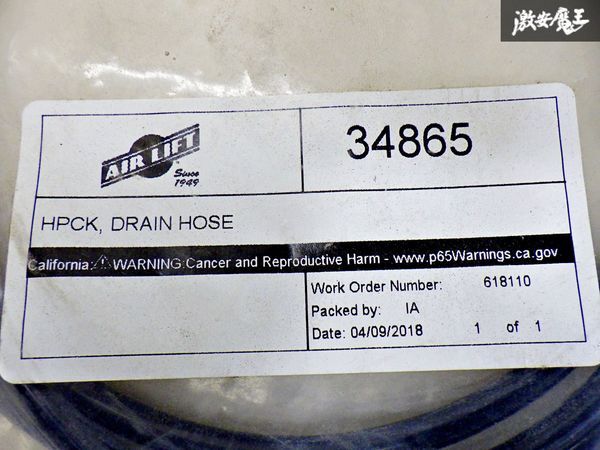 激安魔王
AIR LIFT
Since
1949
34865
HPCK, DRAIN HOSE
California: ⚠ WARNING: Cancer and Reproductive Harm - www.p65Warnings.ca.gov
Work Order Number: 618110
Packed by: IA
Date: 04/09/2018 1 of 1